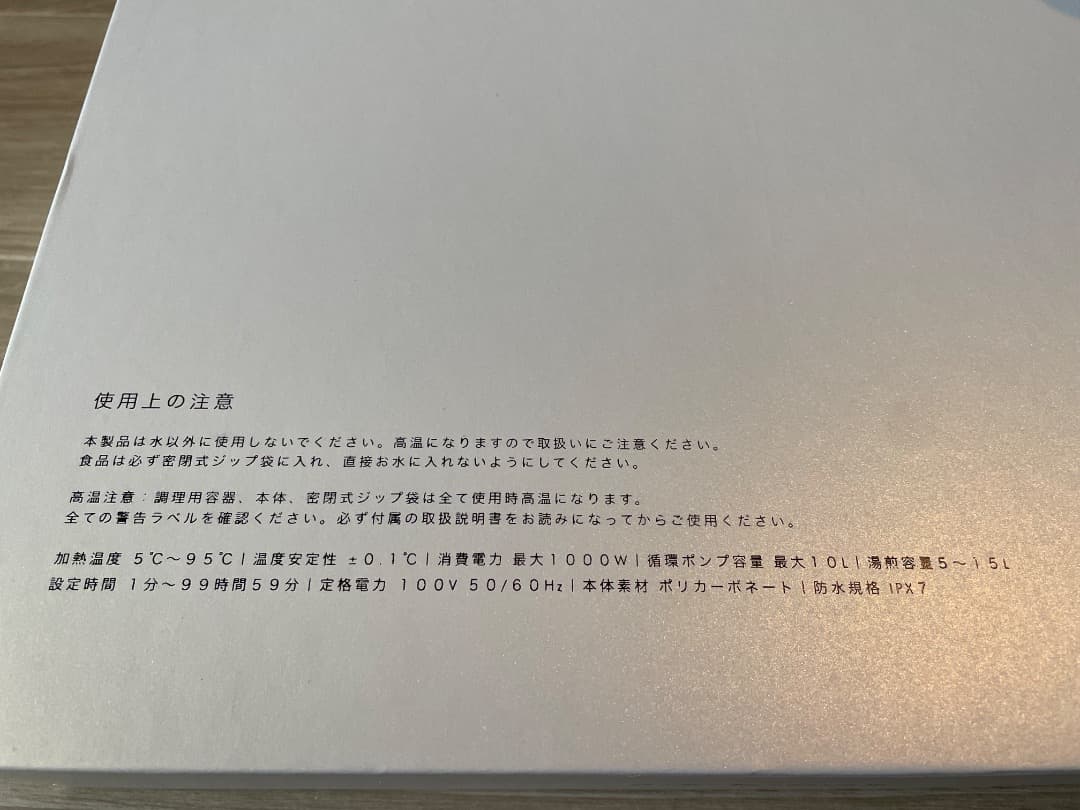 使用上の注意
本製品は水以外に使用しないでください。高温になりますので取扱いにご注意ください。
食品は必ず密閉式ジップ袋に入れ、直接お水に入れないようにしてください。
高温注意：調理用容器、本体、密閉式ジップ袋は全て使用時高温になります。
全ての警告ラベルを確認ください。必ず付属の取扱説明書をお読みになってからご使用ください。
加熱温度 5℃～95℃|温度安定性 ±0.1℃|消費電力 最大1000W|循環ポンプ容量 最大10L|湯煎容量5～15L
設定時間 1分～99時間59分|定格電力 100V 50/60Hz|本体素材 ポリカーボネート|防水規格 IPX7